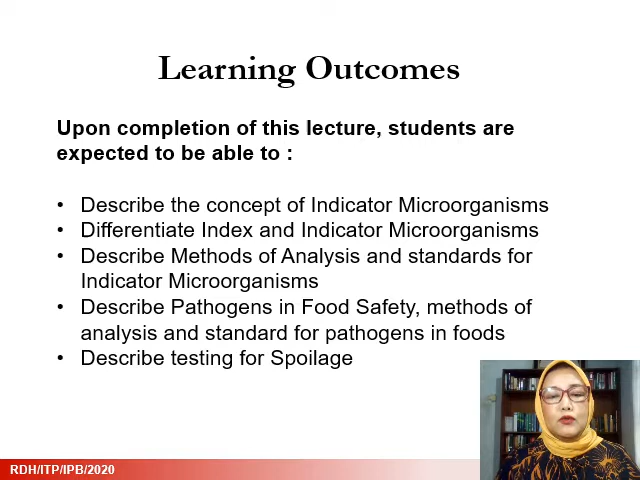 Learning Outcomes
Upon completion of this lecture, students are
expected to be able to :
• Describe the concept of Indicator Microorganisms
• Differentiate Index and Indicator Microorganisms
• Describe Methods of Analysis and standards for
Indicator Microorganisms
• Describe Pathogens in Food Safety, methods of
analysis and standard for pathogens in foods
• Describe testing for Spoilage
RDH/ITP/IPB/2020